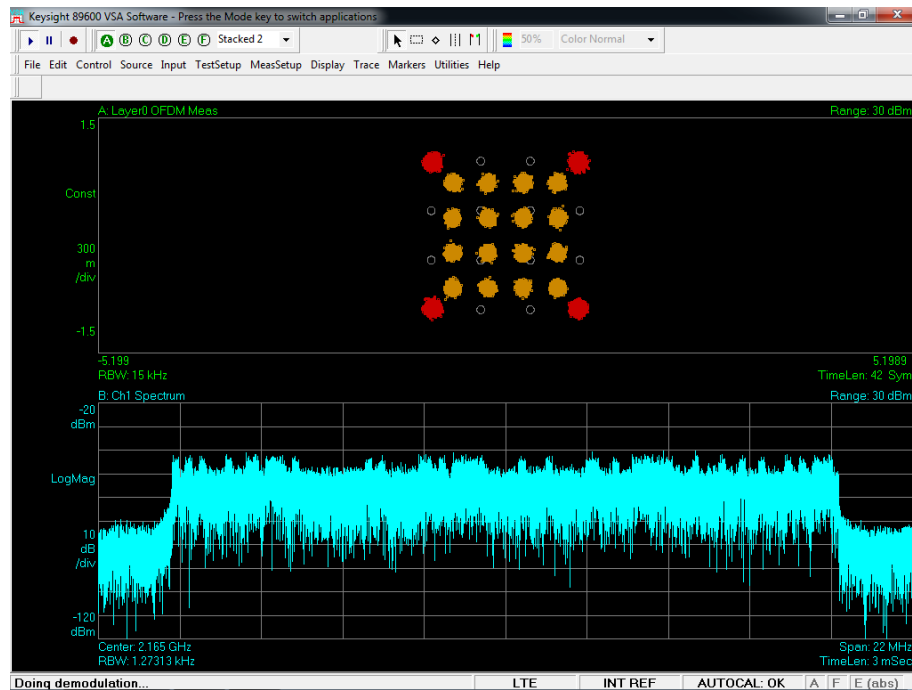 Keysight 89600 VSA Software - Press the Mode key to switch applications
A B C D E F Stacked 2 50% Color Normal
File Edit Control Source Input TestSetup MeasSetup Display Trace Markers Utilities Help
A: Layer0 OFDM Meas Range: 30 dBm
1.5
Const
300
m
/div
-1.5
-5.199 5.1989
RBW: 15 kHz TimeLen: 42 Sym
B: Ch1 Spectrum Range: 30 dBm
-20
dBm
LogMag
10
dB
/div
-120
dBm
Center: 2.165 GHz Span: 22 MHz
RBW: 1.27313 kHz TimeLen: 3 mSec
Doing demodulation... LTE INT REF AUTOCAL: OK A F E (abs)